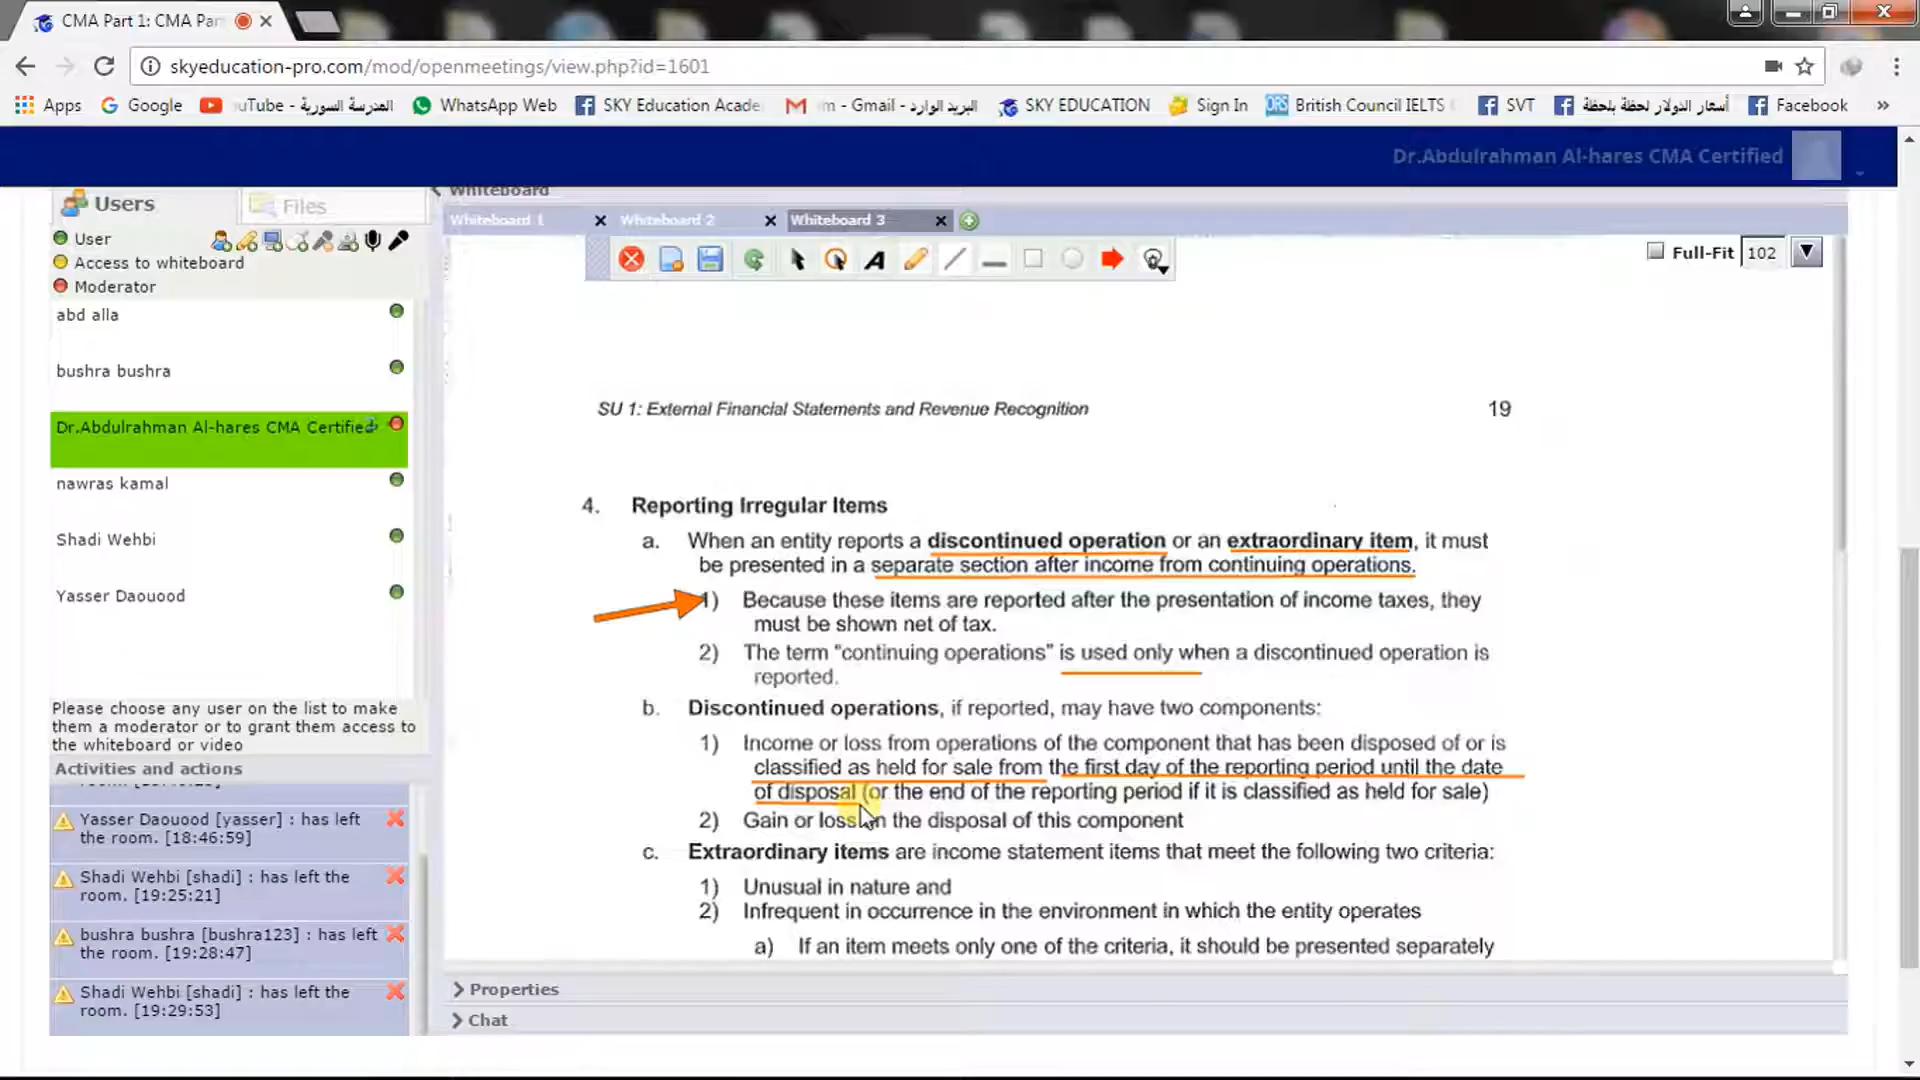 CMA Part 1: CMA Par
skyeducation-pro.com/mod/openmeetings/view.php?id=1601
Apps Google uTube - المدرسة السورية WhatsApp Web SKY Education Acade m - Gmail - البريد الوارد SKY EDUCATION Sign In ORS British Council IELTS SVT أسعار الدولار لحظة بلحظة Facebook »
Dr.Abdulrahman Al-hares CMA Certified
Whiteboard
Users Files
Whiteboard 1 Whiteboard 2 Whiteboard 3
User
Access to whiteboard
Moderator
Full-Fit 102
abd alla
bushra bushra
Dr.Abdulrahman Al-hares CMA Certified
nawras kamal
Shadi Wehbi
Yasser Daouood
Please choose any user on the list to make
them a moderator or to grant them access to
the whiteboard or video
Activities and actions
Yasser Daouood [yasser] : has left
the room. [18:46:59]
Shadi Wehbi [shadi] : has left the
room. [19:25:21]
bushra bushra [bushra123] : has left
the room. [19:28:47]
Shadi Wehbi [shadi] : has left the
room. [19:29:53]
SU 1: External Financial Statements and Revenue Recognition 19
4. Reporting Irregular Items
a. When an entity reports a discontinued operation or an extraordinary item, it must
be presented in a separate section after income from continuing operations.
1) Because these items are reported after the presentation of income taxes, they
must be shown net of tax.
2) The term “continuing operations” is used only when a discontinued operation is
reported.
b. Discontinued operations, if reported, may have two components:
1) Income or loss from operations of the component that has been disposed of or is
classified as held for sale from the first day of the reporting period until the date
of disposal (or the end of the reporting period if it is classified as held for sale)
2) Gain or loss on the disposal of this component
c. Extraordinary items are income statement items that meet the following two criteria:
1) Unusual in nature and
2) Infrequent in occurrence in the environment in which the entity operates
a) If an item meets only one of the criteria, it should be presented separately
Properties
Chat